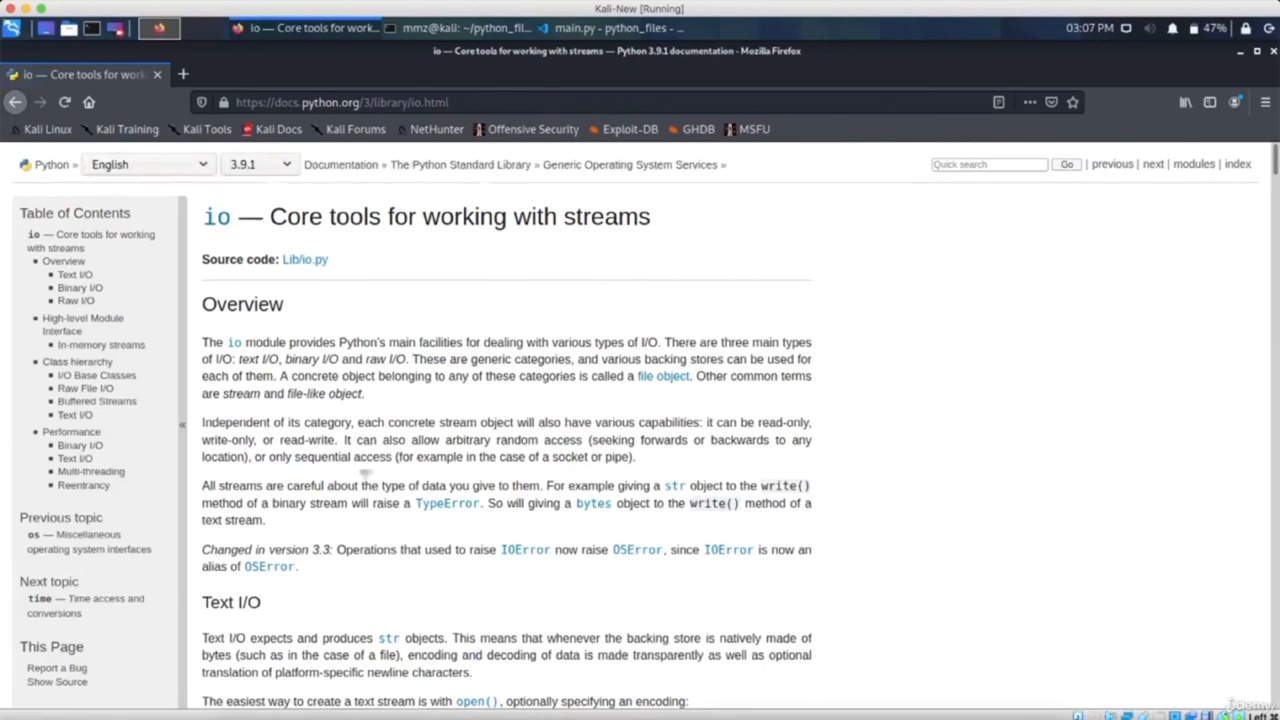 Kali-New [Running]
io — Core tools for work...
mmz@kali: ~/python_fil...
main.py - python_files - ...
03:07 PM
47%
io — Core tools for working with streams — Python 3.9.1 documentation - Mozilla Firefox
io — Core tools for work
https://docs.python.org/3/library/io.html
Kali Linux Kali Training Kali Tools Kali Docs Kali Forums NetHunter Offensive Security Exploit-DB GHDB MSFU
Python » English 3.9.1 Documentation » The Python Standard Library » Generic Operating System Services » Quick search Go | previous | next | modules | index
Table of Contents
io — Core tools for working
with streams
Overview
Text I/O
Binary I/O
Raw I/O
High-level Module
Interface
In-memory streams
Class hierarchy
I/O Base Classes
Raw File I/O
Buffered Streams
Text I/O
Performance
Binary I/O
Text I/O
Multi-threading
Reentrancy
Previous topic
os — Miscellaneous
operating system interfaces
Next topic
time — Time access and
conversions
This Page
Report a Bug
Show Source
«
io — Core tools for working with streams
Source code: Lib/io.py
Overview
The io module provides Python's main facilities for dealing with various types of I/O. There are three main types
of I/O: text I/O, binary I/O and raw I/O. These are generic categories, and various backing stores can be used for
each of them. A concrete object belonging to any of these categories is called a file object. Other common terms
are stream and file-like object.
Independent of its category, each concrete stream object will also have various capabilities: it can be read-only,
write-only, or read-write. It can also allow arbitrary random access (seeking forwards or backwards to any
location), or only sequential access (for example in the case of a socket or pipe).
All streams are careful about the type of data you give to them. For example giving a str object to the write()
method of a binary stream will raise a TypeError. So will giving a bytes object to the write() method of a
text stream.
Changed in version 3.3: Operations that used to raise IOError now raise OSError, since IOError is now an
alias of OSError.
Text I/O
Text I/O expects and produces str objects. This means that whenever the backing store is natively made of
bytes (such as in the case of a file), encoding and decoding of data is made transparently as well as optional
translation of platform-specific newline characters.
The easiest way to create a text stream is with open(), optionally specifying an encoding:
Udemy
Left ⌘